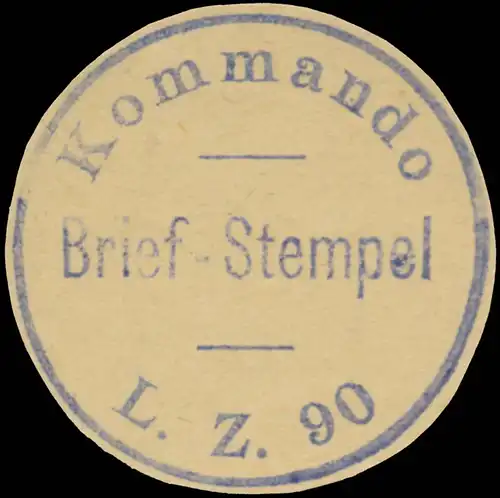 Kommando
Brief-Stempel
L. Z. 90